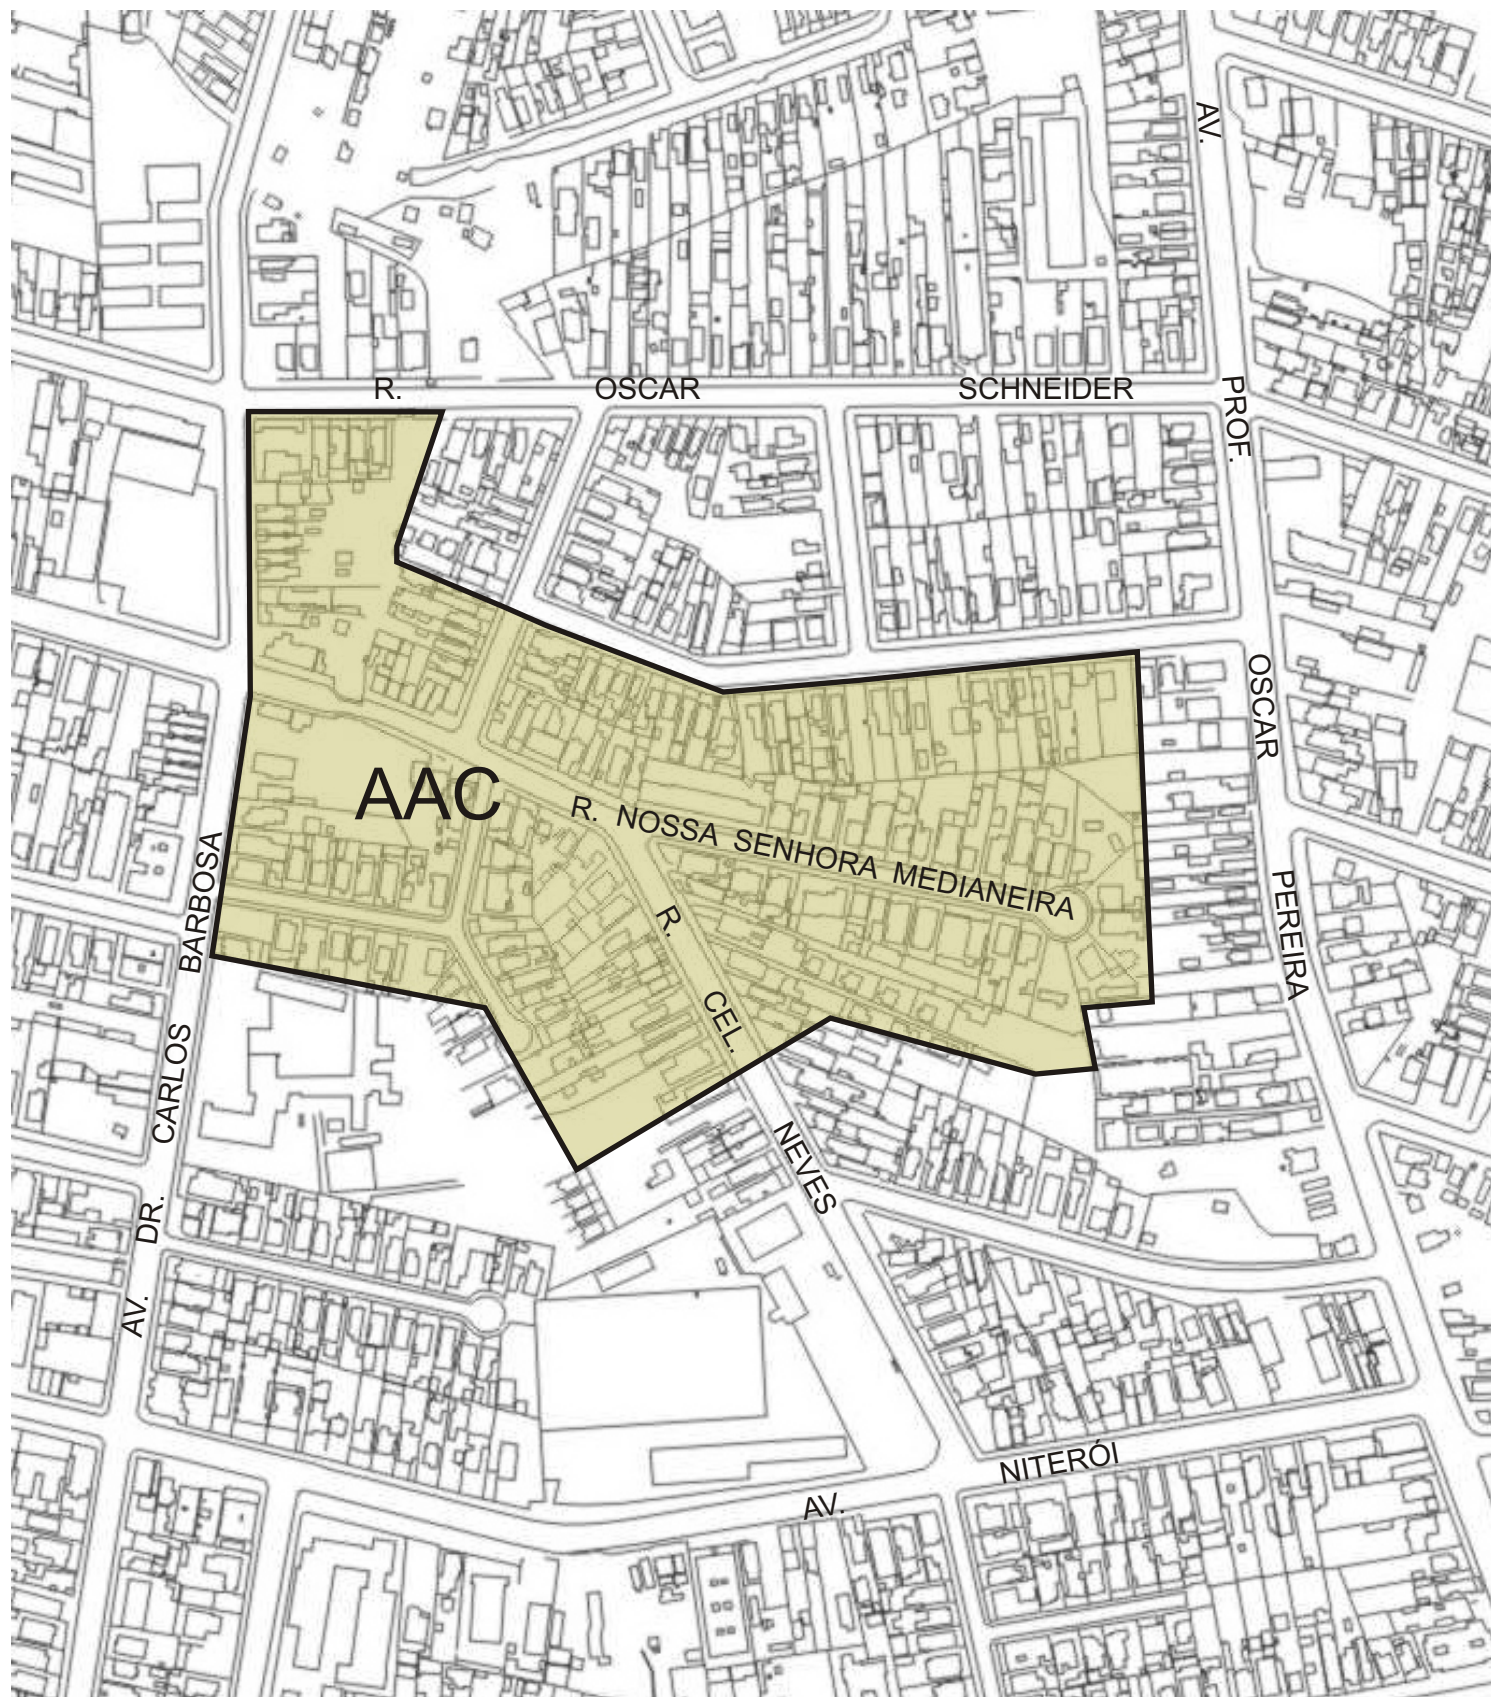 R. OSCAR SCHNEIDER
AV. PROF. OSCAR PEREIRA
AAC
R. NOSSA SENHORA MEDIANEIRA
R. CEL. NEVES
AV. DR. CARLOS BARBOSA
AV. NITERÓI